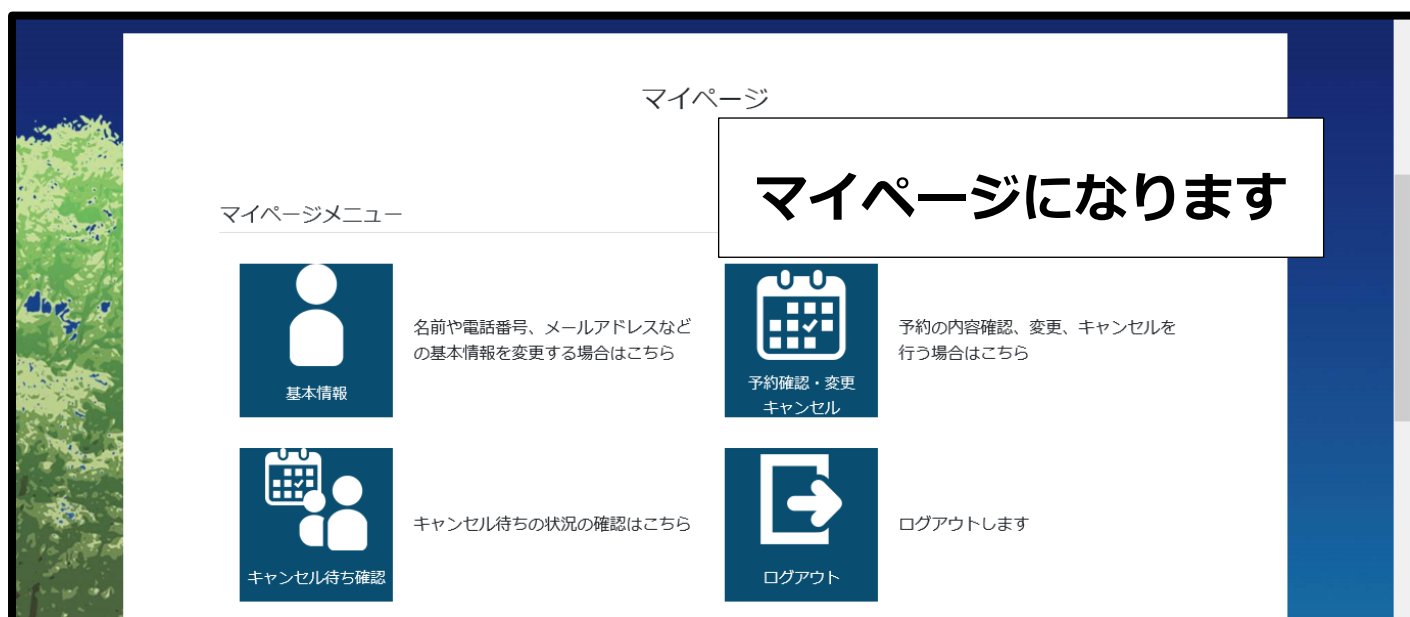 マイページ
マイページになります
マイページメニュー
名前や電話番号、メールアドレスなど
の基本情報を変更する場合はこちら
基本情報
予約の内容確認、変更、キャンセルを
行う場合はこちら
予約確認・変更
キャンセル
キャンセル待ちの状況の確認はこちら
キャンセル待ち確認
ログアウトします
ログアウト